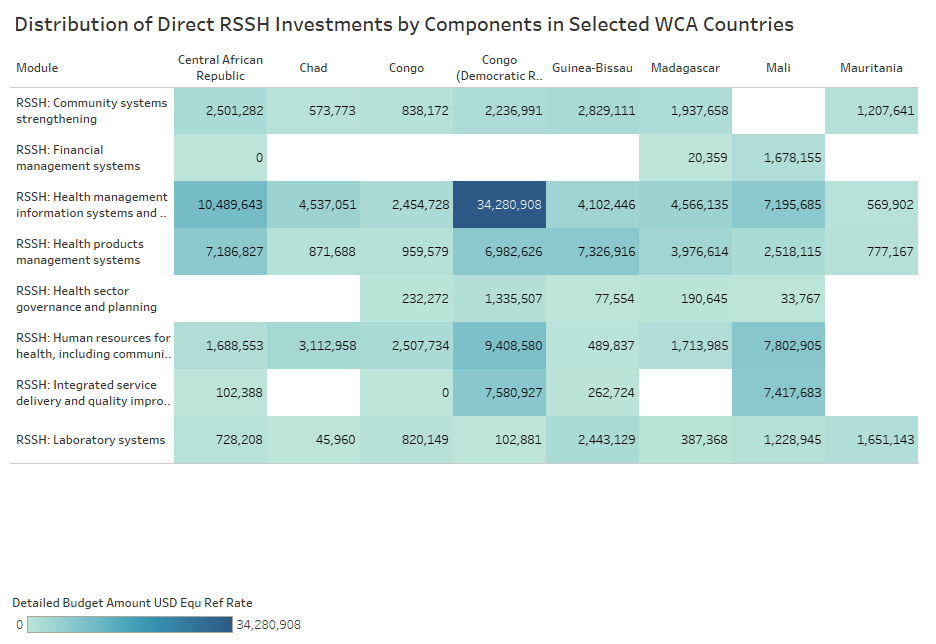 Distribution of Direct RSSH Investments by Components in Selected WCA Countries
Module
Central African
Republic
Chad
Congo
Congo
(Democratic R..
Guinea-Bissau
Madagascar
Mali
Mauritania
RSSH: Community systems
strengthening
2,501,282 573,773 838,172 2,236,991 2,829,111 1,937,658 1,207,641
RSSH: Financial
management systems
0 20,359 1,678,155
RSSH: Health management
information systems and ..
10,489,643 4,537,051 2,454,728 34,280,908 4,102,446 4,566,135 7,195,685 569,902
RSSH: Health products
management systems
7,186,827 871,688 959,579 6,982,626 7,326,916 3,976,614 2,518,115 777,167
RSSH: Health sector
governance and planning
232,272 1,335,507 77,554 190,645 33,767
RSSH: Human resources for
health, including communi..
1,688,553 3,112,958 2,507,734 9,408,580 489,837 1,713,985 7,802,905
RSSH: Integrated service
delivery and quality impro..
102,388 0 7,580,927 262,724 7,417,683
RSSH: Laboratory systems 728,208 45,960 820,149 102,881 2,443,129 387,368 1,228,945 1,651,143
Detailed Budget Amount USD Equ Ref Rate
0 34,280,908